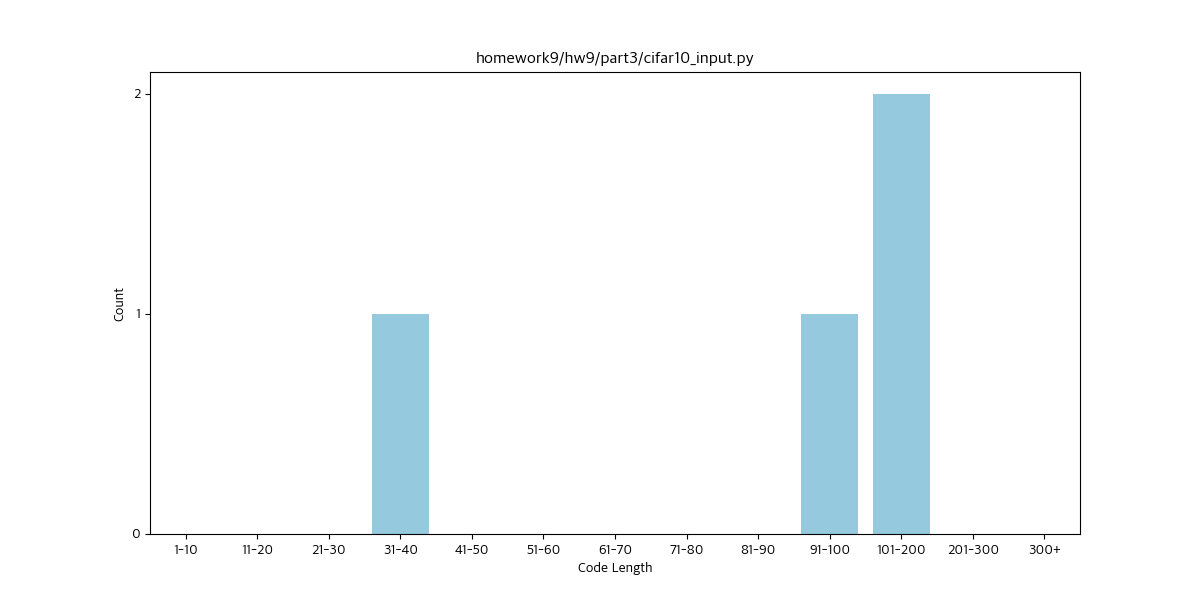 homework9/hw9/part3/cifar10_input.py
2
1
0
Count
1-10 11-20 21-30 31-40 41-50 51-60 61-70 71-80 81-90 91-100 101-200 201-300 300+
Code Length